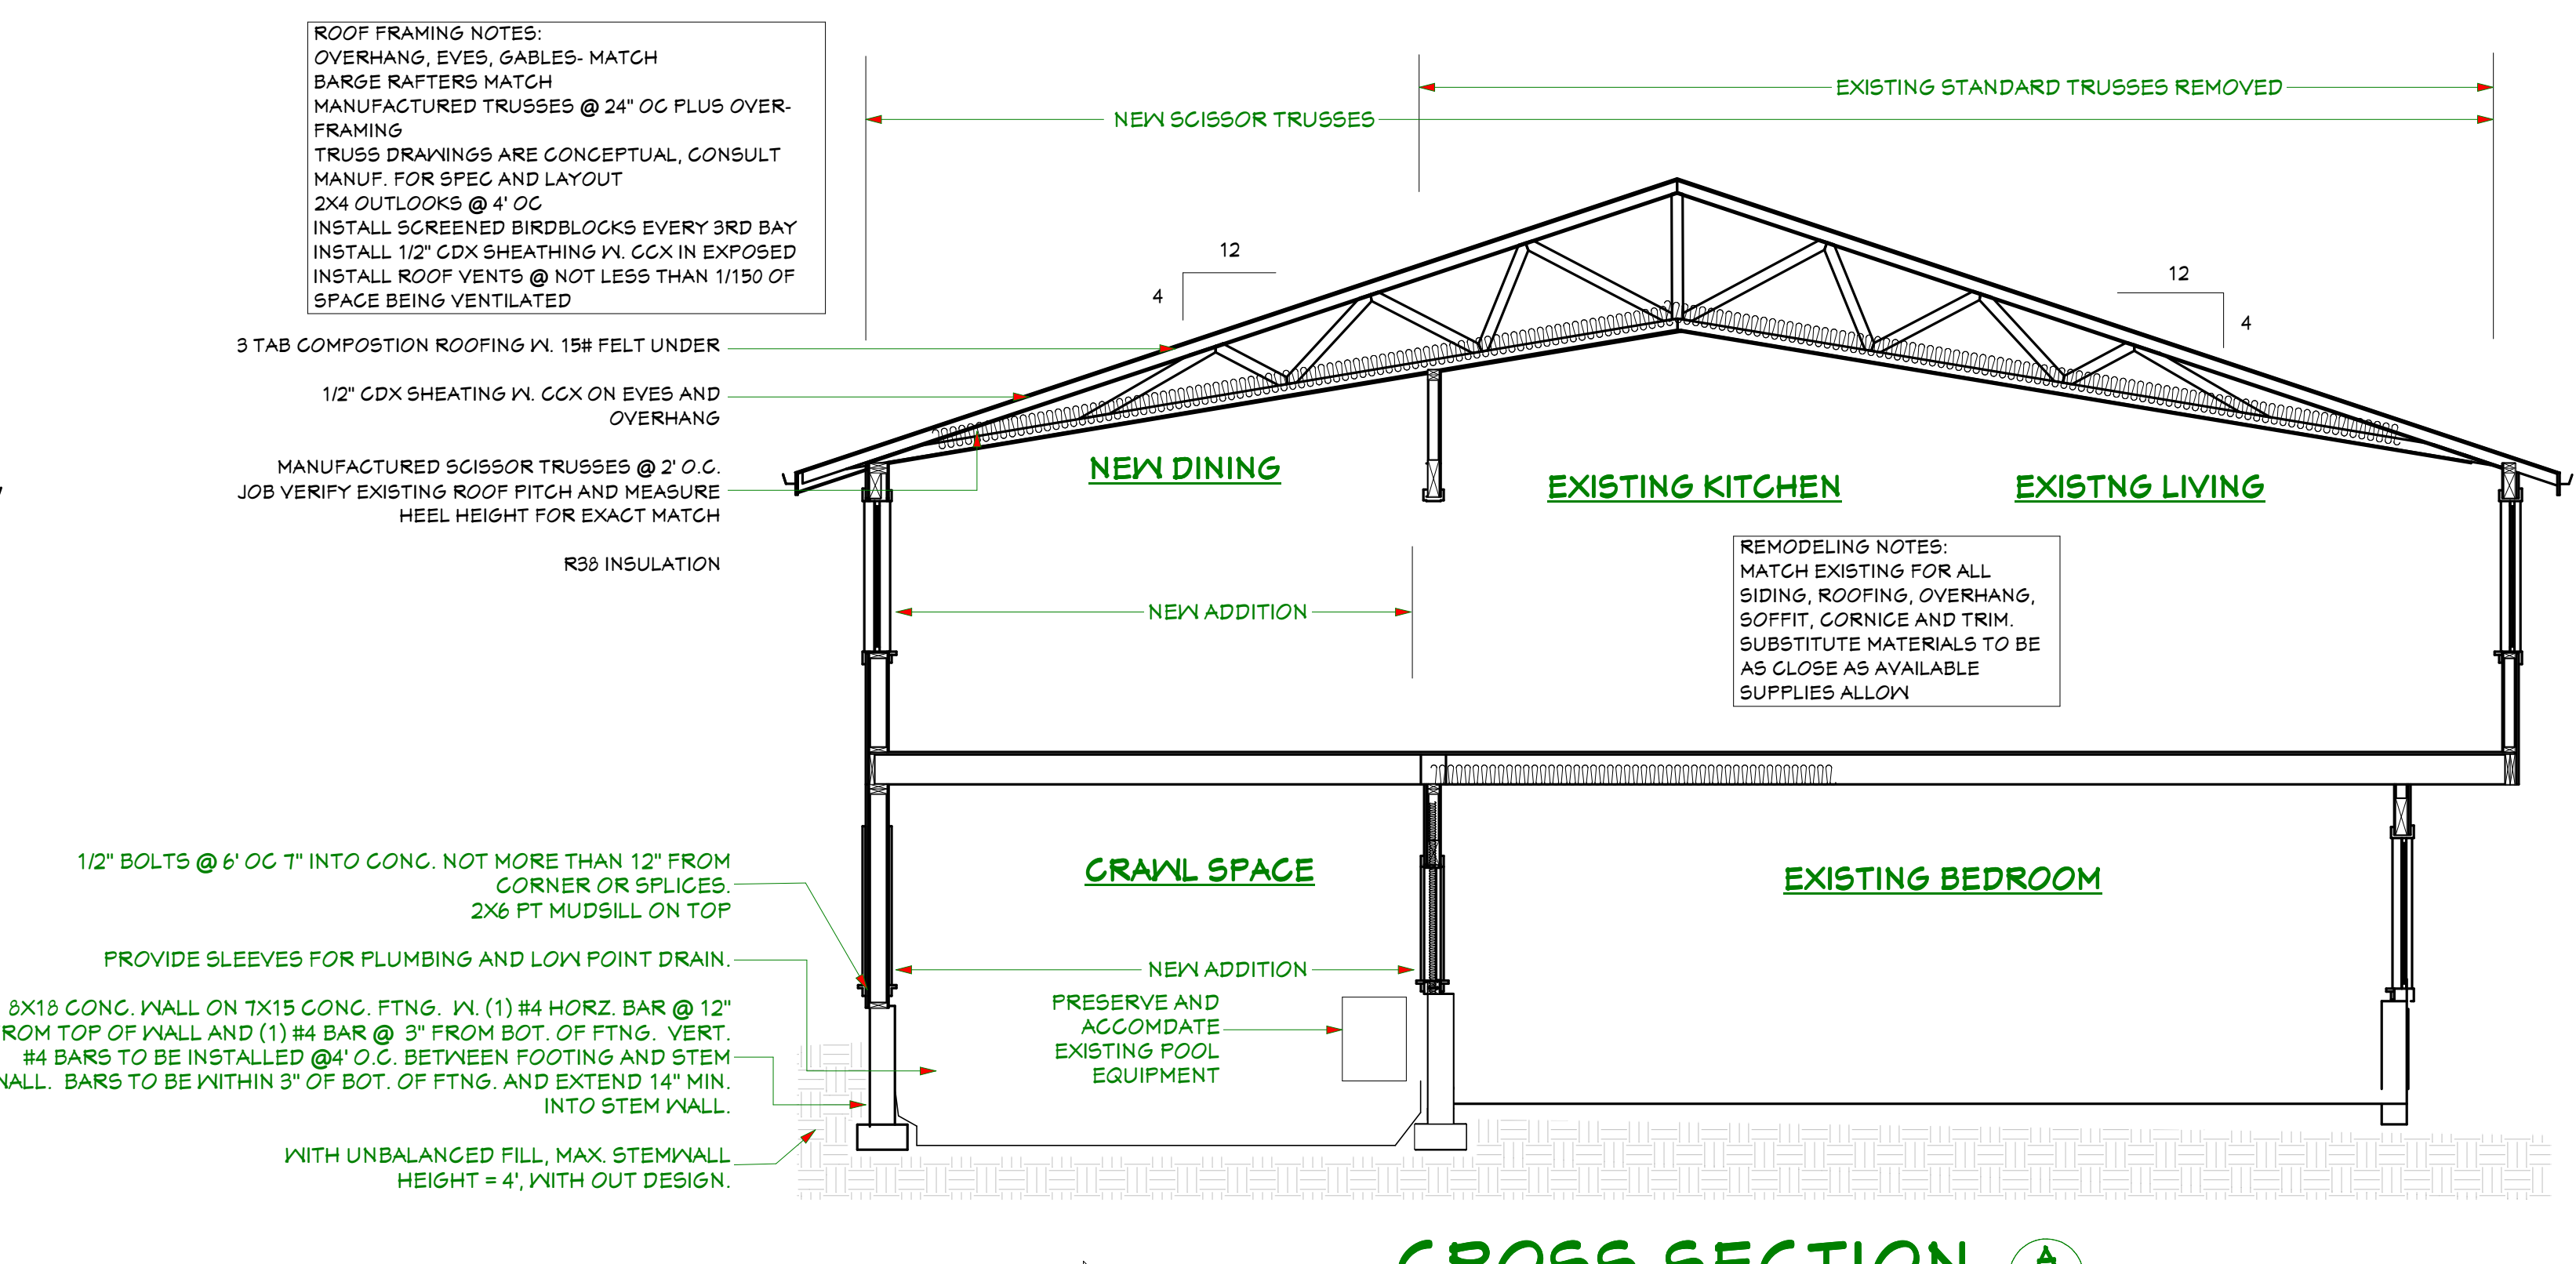 ROOF FRAMING NOTES:
OVERHANG, EVES, GABLES- MATCH
BARGE RAFTERS MATCH
MANUFACTURED TRUSSES @ 24" OC PLUS OVER-
FRAMING
TRUSS DRAWINGS ARE CONCEPTUAL, CONSULT
MANUF. FOR SPEC AND LAYOUT
2X4 OUTLOOKS @ 4' OC
INSTALL SCREENED BIRDBLOCKS EVERY 3RD BAY
INSTALL 1/2" CDX SHEATHING W. CCX IN EXPOSED
INSTALL ROOF VENTS @ NOT LESS THAN 1/150 OF
SPACE BEING VENTILATED
EXISTING STANDARD TRUSSES REMOVED
NEW SCISSOR TRUSSES
12
4
12
4
3 TAB COMPOSTION ROOFING W. 15# FELT UNDER
1/2" CDX SHEATING W. CCX ON EVES AND
OVERHANG
MANUFACTURED SCISSOR TRUSSES @ 2' O.C.
JOB VERIFY EXISTING ROOF PITCH AND MEASURE
HEEL HEIGHT FOR EXACT MATCH
R38 INSULATION
NEW DINING
EXISTING KITCHEN
EXISTNG LIVING
REMODELING NOTES:
MATCH EXISTING FOR ALL
SIDING, ROOFING, OVERHANG,
SOFFIT, CORNICE AND TRIM.
SUBSTITUTE MATERIALS TO BE
AS CLOSE AS AVAILABLE
SUPPLIES ALLOW
NEW ADDITION
1/2" BOLTS @ 6' OC 7" INTO CONC. NOT MORE THAN 12" FROM
CORNER OR SPLICES.
2X6 PT MUDSILL ON TOP
PROVIDE SLEEVES FOR PLUMBING AND LOW POINT DRAIN.
8X18 CONC. WALL ON 7X15 CONC. FTNG. W. (1) #4 HORZ. BAR @ 12"
ROM TOP OF WALL AND (1) #4 BAR @ 3" FROM BOT. OF FTNG. VERT.
#4 BARS TO BE INSTALLED @4' O.C. BETWEEN FOOTING AND STEM
WALL. BARS TO BE WITHIN 3" OF BOT. OF FTNG. AND EXTEND 14" MIN.
INTO STEM WALL.
WITH UNBALANCED FILL, MAX. STEMWALL
HEIGHT = 4', WITH OUT DESIGN.
CRAWL SPACE
EXISTING BEDROOM
NEW ADDITION
PRESERVE AND
ACCOMDATE
EXISTING POOL
EQUIPMENT
CROSS SECTION A